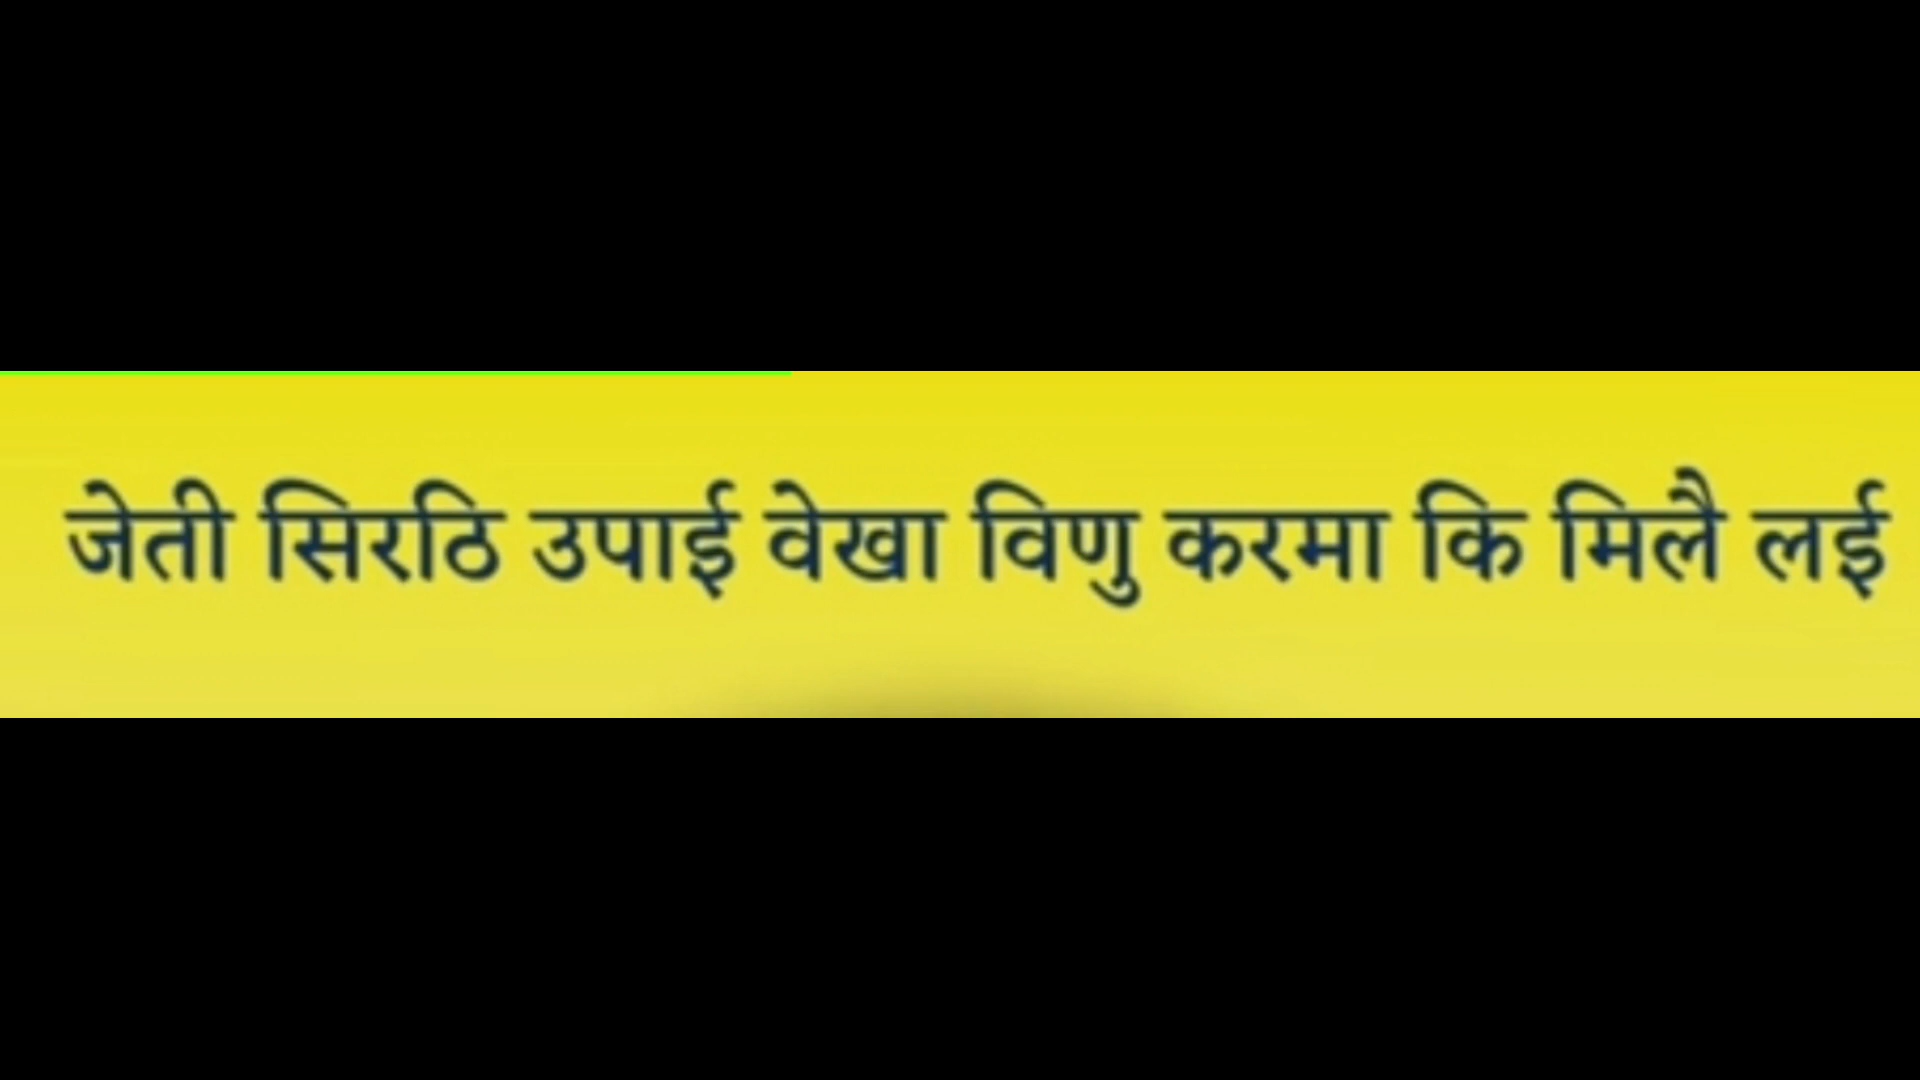 जेती सिरठि उपाई वेखा विणु करमा कि मिलै लई